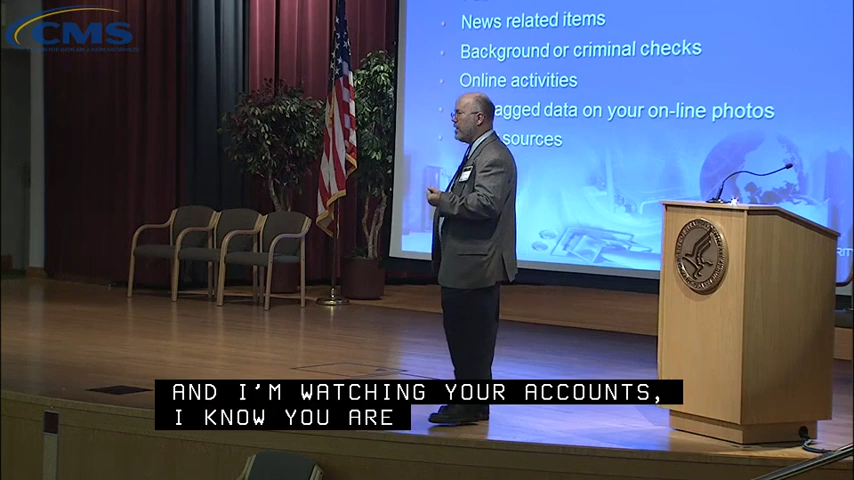 CMS
News related items
Background or criminal checks
Online activities
agged data on your on-line photos
sources
AND I'M WATCHING YOUR ACCOUNTS,
I KNOW YOU ARE